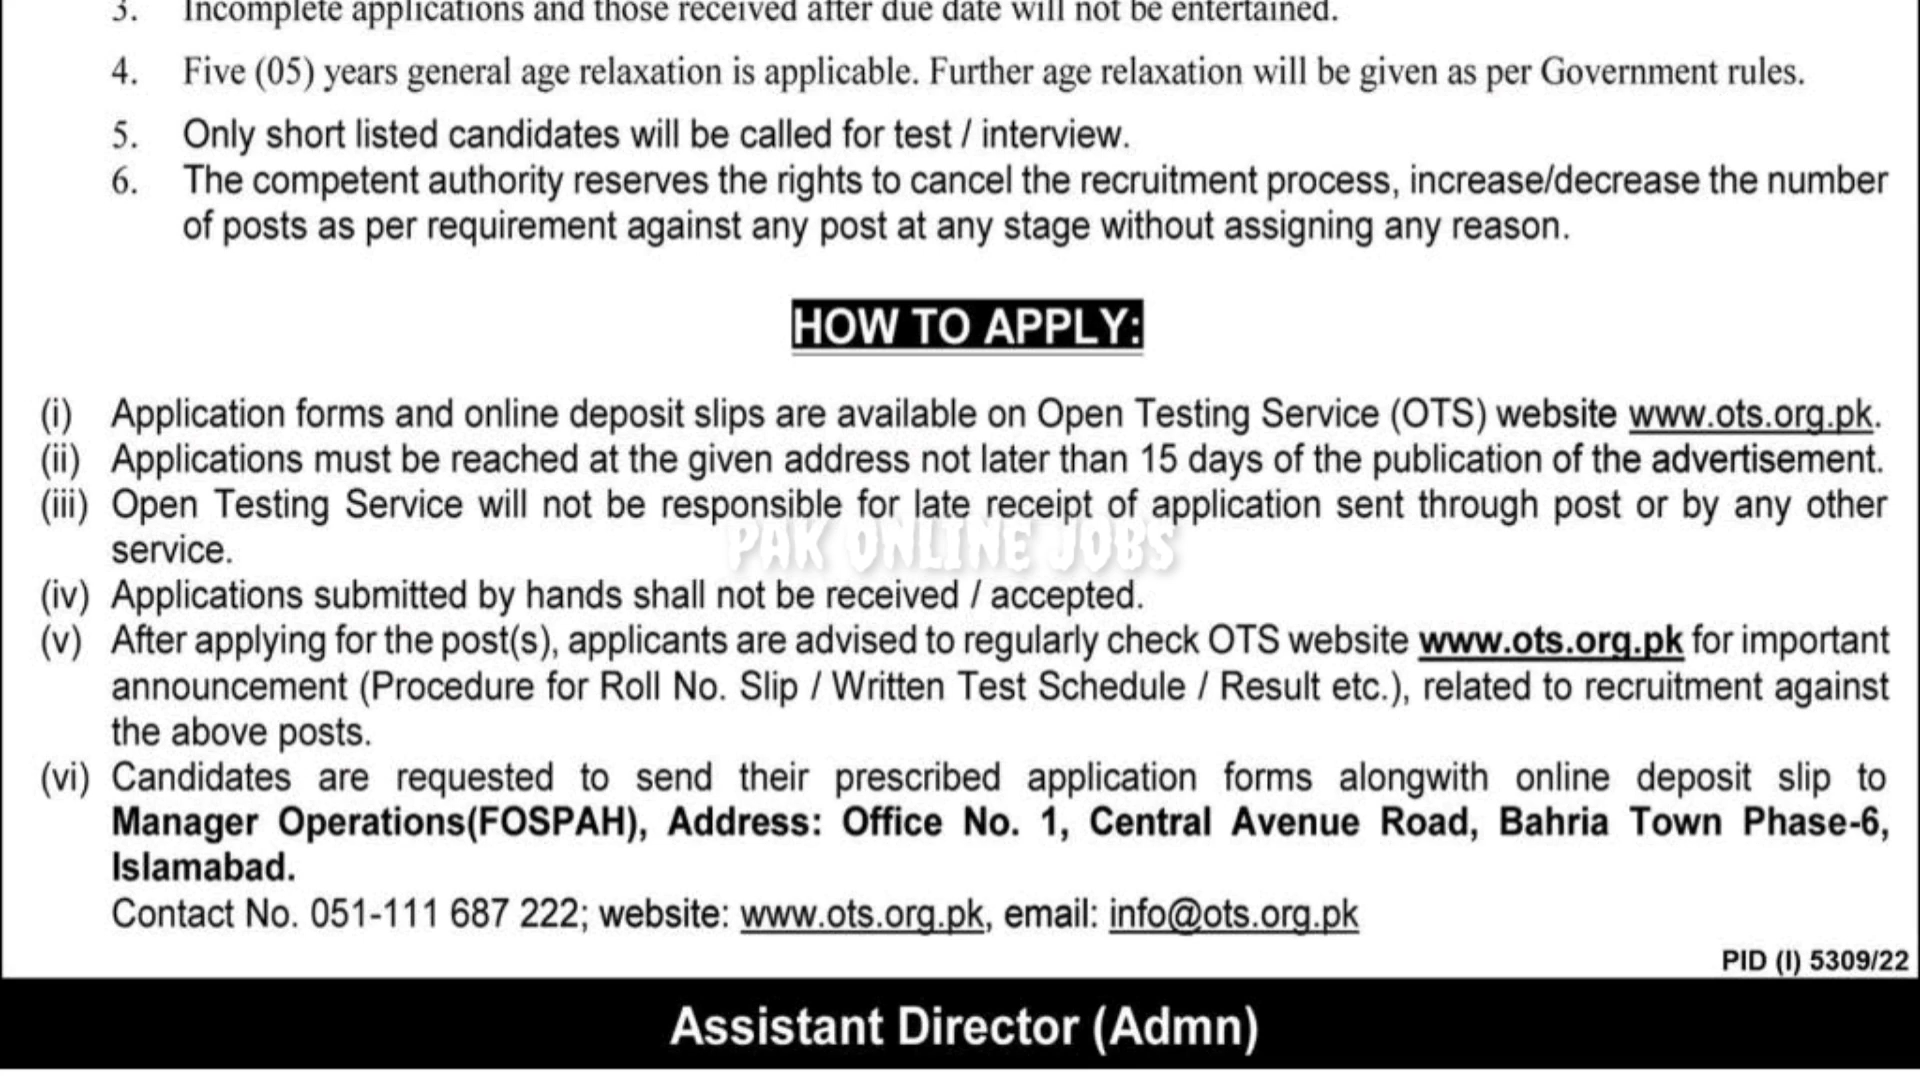 3. Incomplete applications and those received after due date will not be entertained.
4. Five (05) years general age relaxation is applicable. Further age relaxation will be given as per Government rules.
5. Only short listed candidates will be called for test / interview.
6. The competent authority reserves the rights to cancel the recruitment process, increase/decrease the number
of posts as per requirement against any post at any stage without assigning any reason.
HOW TO APPLY:
(i) Application forms and online deposit slips are available on Open Testing Service (OTS) website www.ots.org.pk.
(ii) Applications must be reached at the given address not later than 15 days of the publication of the advertisement.
(iii) Open Testing Service will not be responsible for late receipt of application sent through post or by any other
service.
PAK ONLINE JOBS
(iv) Applications submitted by hands shall not be received / accepted.
(v) After applying for the post(s), applicants are advised to regularly check OTS website www.ots.org.pk for important
announcement (Procedure for Roll No. Slip / Written Test Schedule / Result etc.), related to recruitment against
the above posts.
(vi) Candidates are requested to send their prescribed application forms alongwith online deposit slip to
Manager Operations(FOSPAH), Address: Office No. 1, Central Avenue Road, Bahria Town Phase-6,
Islamabad.
Contact No. 051-111 687 222; website: www.ots.org.pk, email: info@ots.org.pk
PID (I) 5309/22
Assistant Director (Admn)